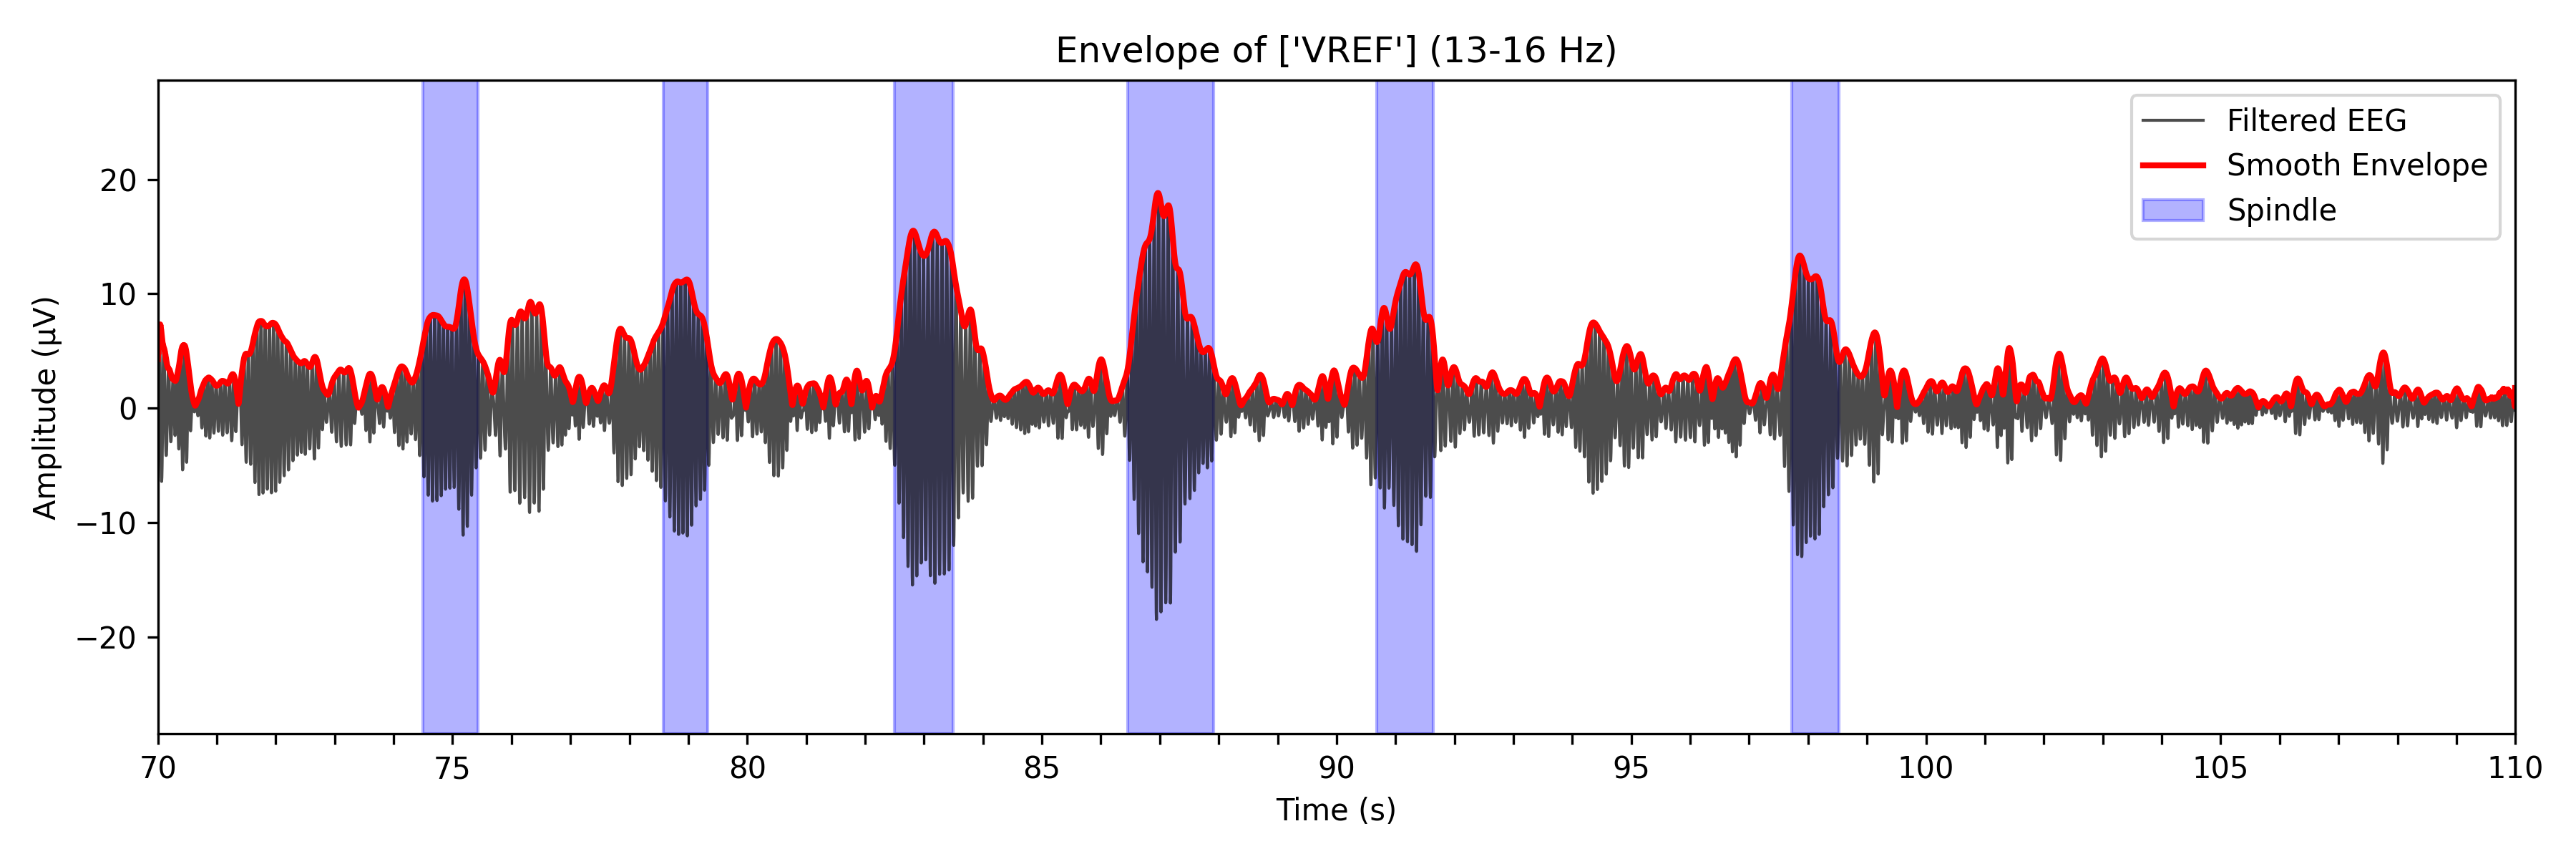 Envelope of ['VREF'] (13-16 Hz)
Filtered EEG
Smooth Envelope
Spindle
Amplitude (µV)
20
10
0
−10
−20
70 75 80 85 90 95 100 105 110
Time (s)